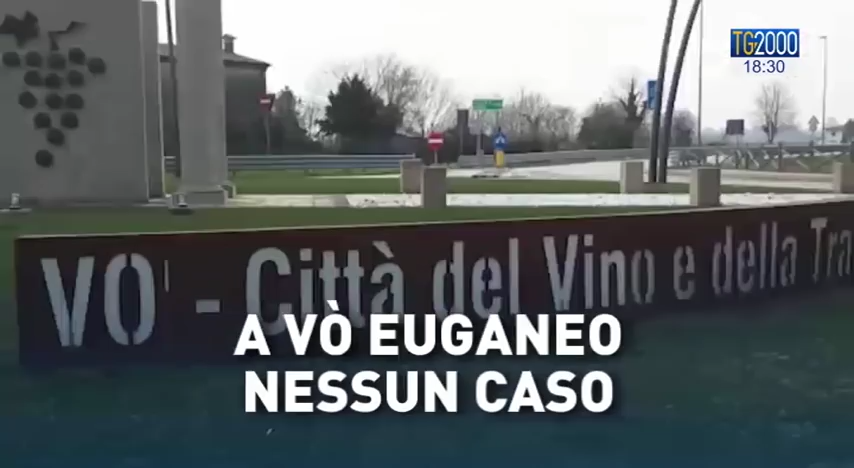 TG2000
18:30
VO' - Città del Vino e della Tra
A VÒ EUGANEO
NESSUN CASO